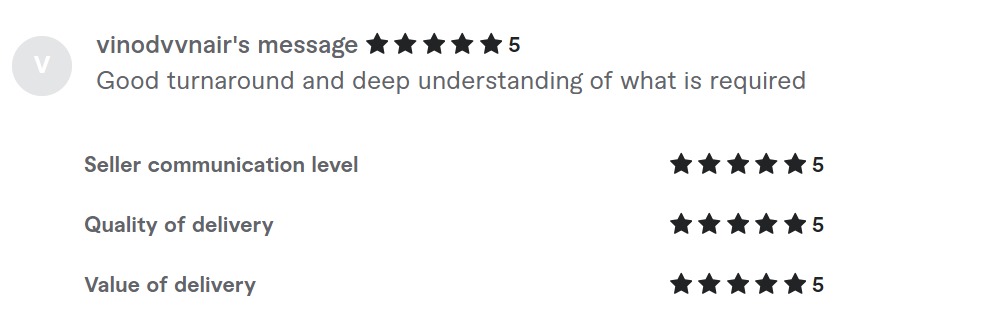 V
vinodvvnair's message ★★★★★ 5
Good turnaround and deep understanding of what is required
Seller communication level ★★★★★ 5
Quality of delivery ★★★★★ 5
Value of delivery ★★★★★ 5